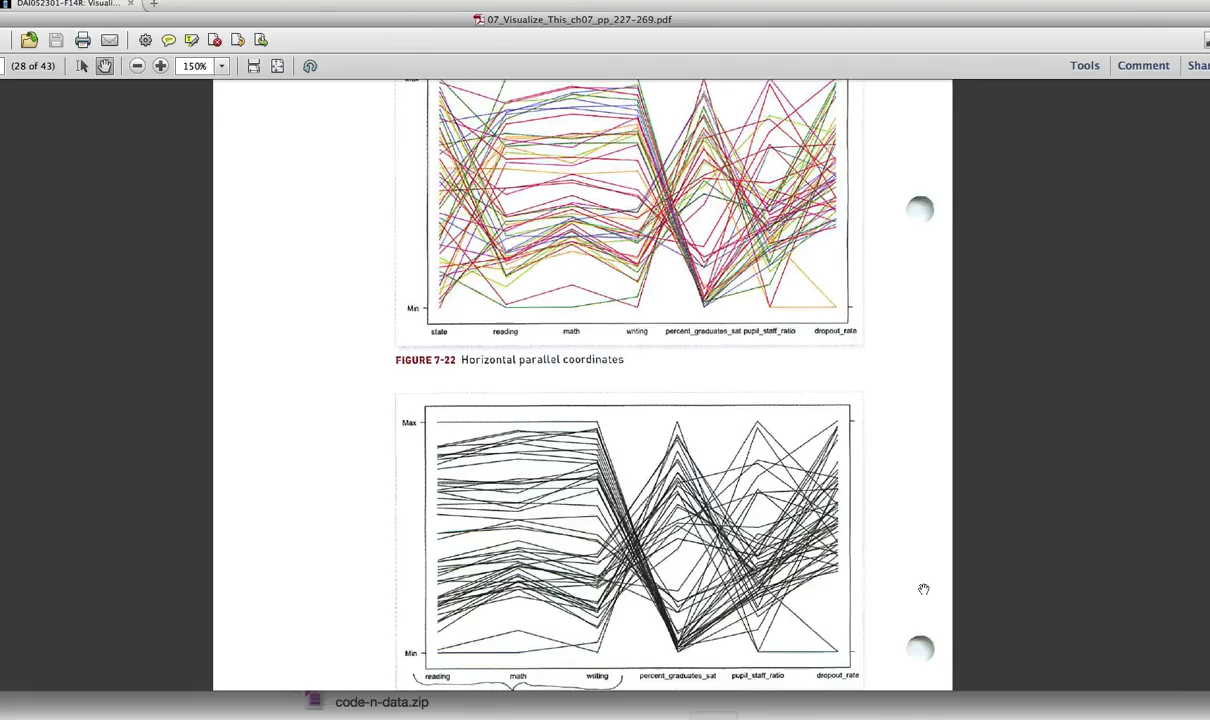 DAI052301-F14R: Visuali...
07_Visualize_This_ch07_pp_227-269.pdf
(28 of 43)
150%
Tools
Comment
Min
state
reading
math
writing
percent_graduates_sat
pupil_staff_ratio
dropout_rate
FIGURE 7-22 Horizontal parallel coordinates
Max
Min
reading
math
writing
percent_graduates_sat
pupil_staff_ratio
dropout_rate
code-n-data.zip